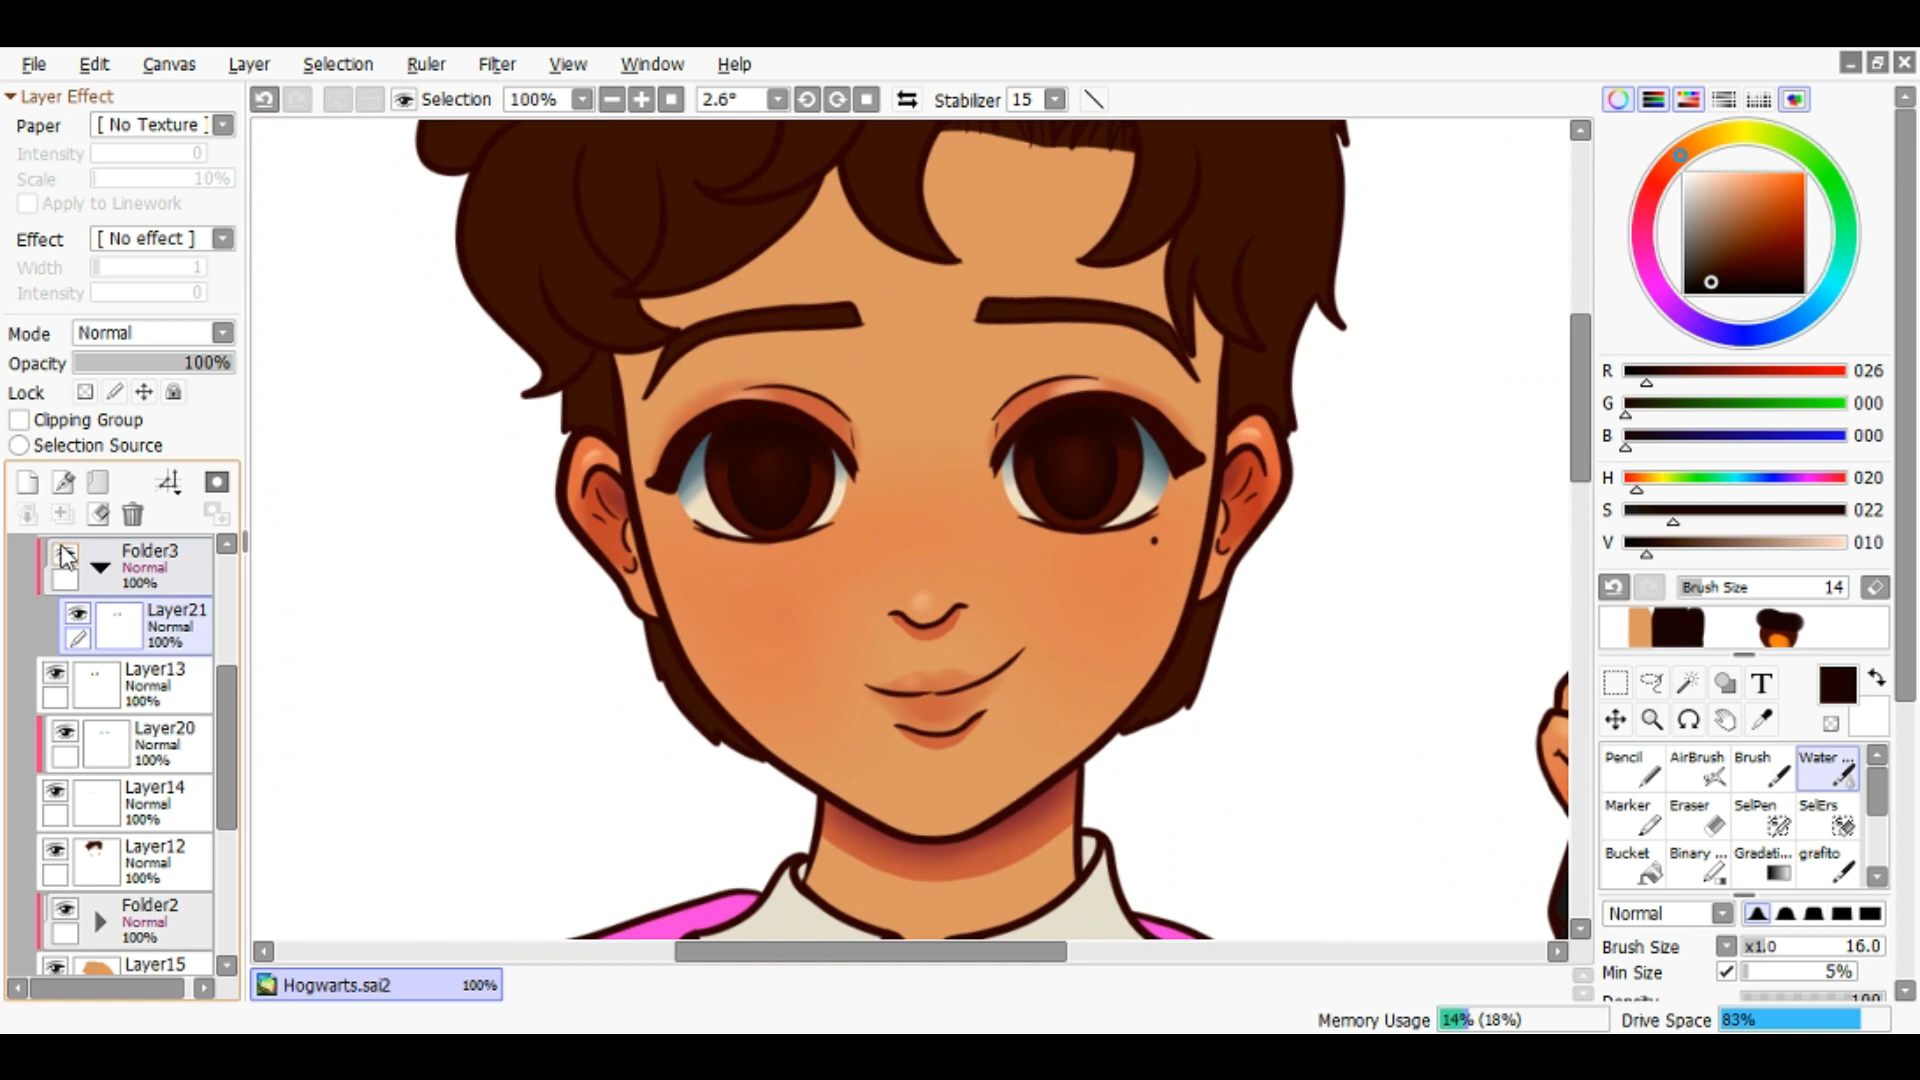 File Edit Canvas Layer Selection Ruler Filter View Window Help
Layer Effect
Paper [ No Texture ]
Intensity 0
Scale 10%
Apply to Linework
Effect [ No effect ]
Width 1
Intensity 0
Mode Normal
Opacity 100%
Lock
Clipping Group
Selection Source
Folder3
Normal
100%
Layer21
Normal
100%
Layer13
Normal
100%
Layer20
Normal
100%
Layer14
Normal
100%
Layer12
Normal
100%
Folder2
Normal
100%
Layer15
Selection 100% 2.6° Stabilizer 15
Hogwarts.sai2 100%
R 026
G 000
B 000
H 020
S 022
V 010
Brush Size 14
T
Pencil AirBrush Brush Water ...
Marker Eraser SelPen SelErs
Bucket Binary ... Gradati... grafito
Normal
Brush Size x1.0 16.0
Min Size 5%
Density 100
Memory Usage 14% (18%) Drive Space 83%